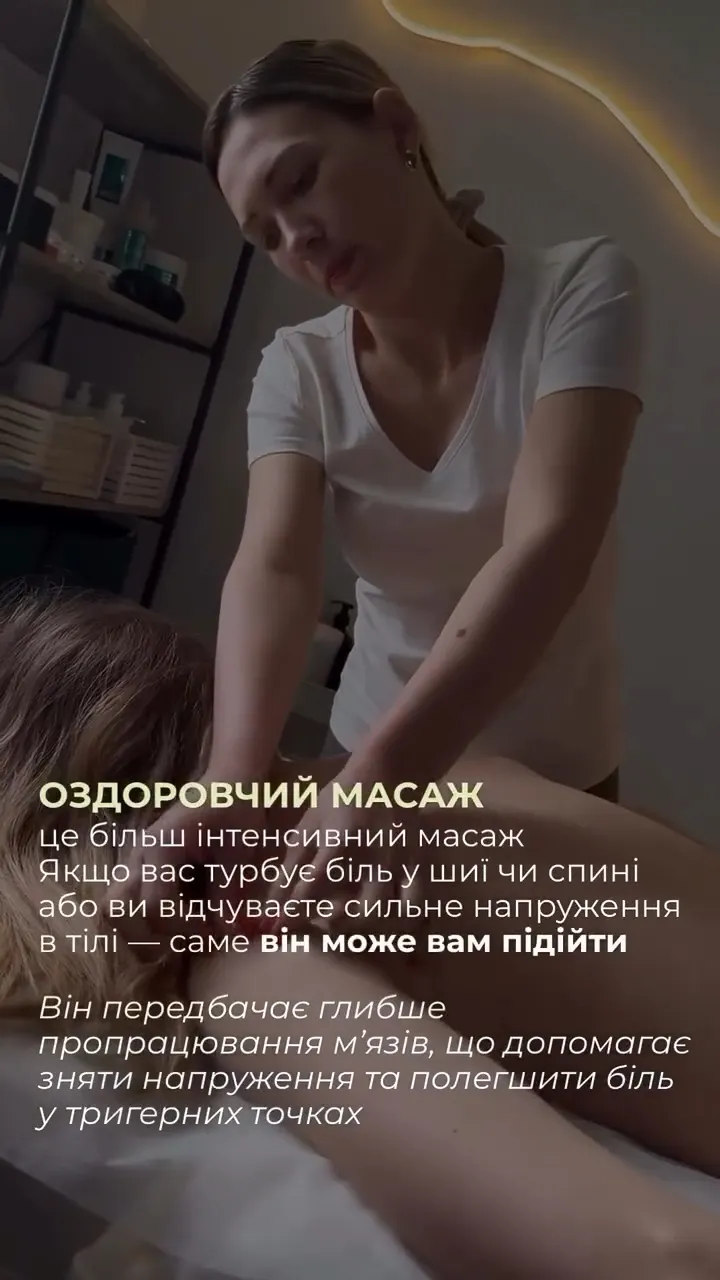 ОЗДОРОВЧИЙ МАСАЖ
це більш інтенсивний масаж
Якщо вас турбує біль у шиї чи спині
або ви відчуваєте сильне напруження
в тілі — саме він може вам підійти
Він передбачає глибше
пропрацювання м’язів, що допомагає
зняти напруження та полегшити біль
у тригерних точках